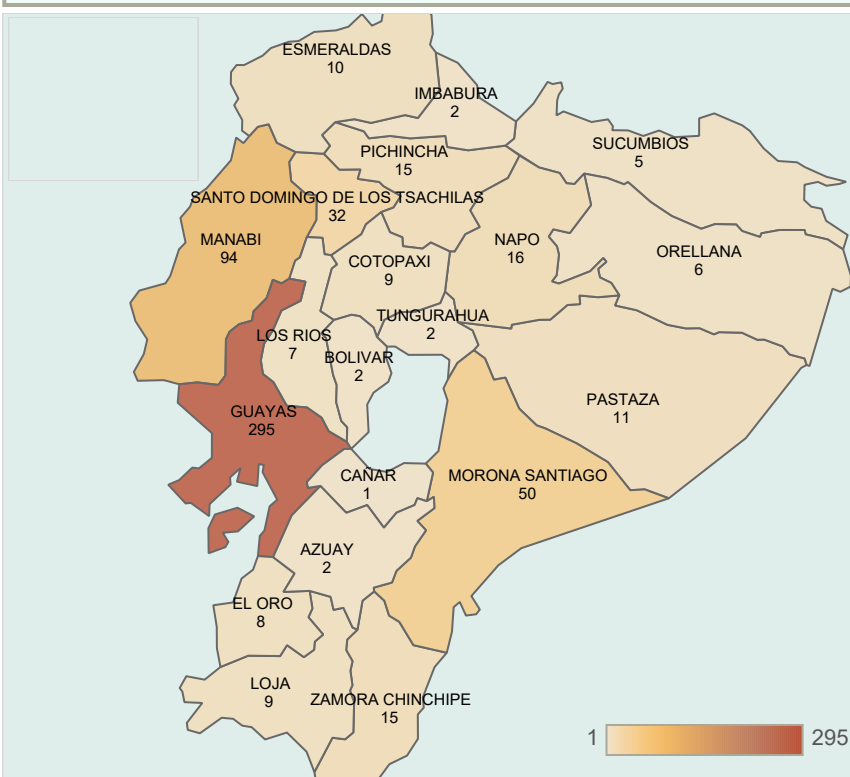 ESMERALDAS
10
IMBABURA
2
SUCUMBIOS
5
PICHINCHA
15
SANTO DOMINGO DE LOS TSACHILAS
32
MANABI
94
NAPO
16
ORELLANA
6
COTOPAXI
9
TUNGURAHUA
2
LOS RIOS
7
BOLIVAR
2
PASTAZA
11
GUAYAS
295
CAÑAR
1
MORONA SANTIAGO
50
AZUAY
2
EL ORO
8
LOJA
9
ZAMORA CHINCHIPE
15
1
295